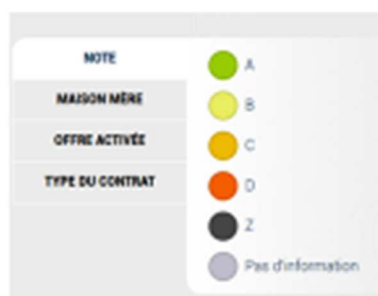 NOTE
MAISON MÈRE
OFFRE ACTIVÉE
TYPE DU CONTRAT
A
B
C
D
Z
Pas d'information